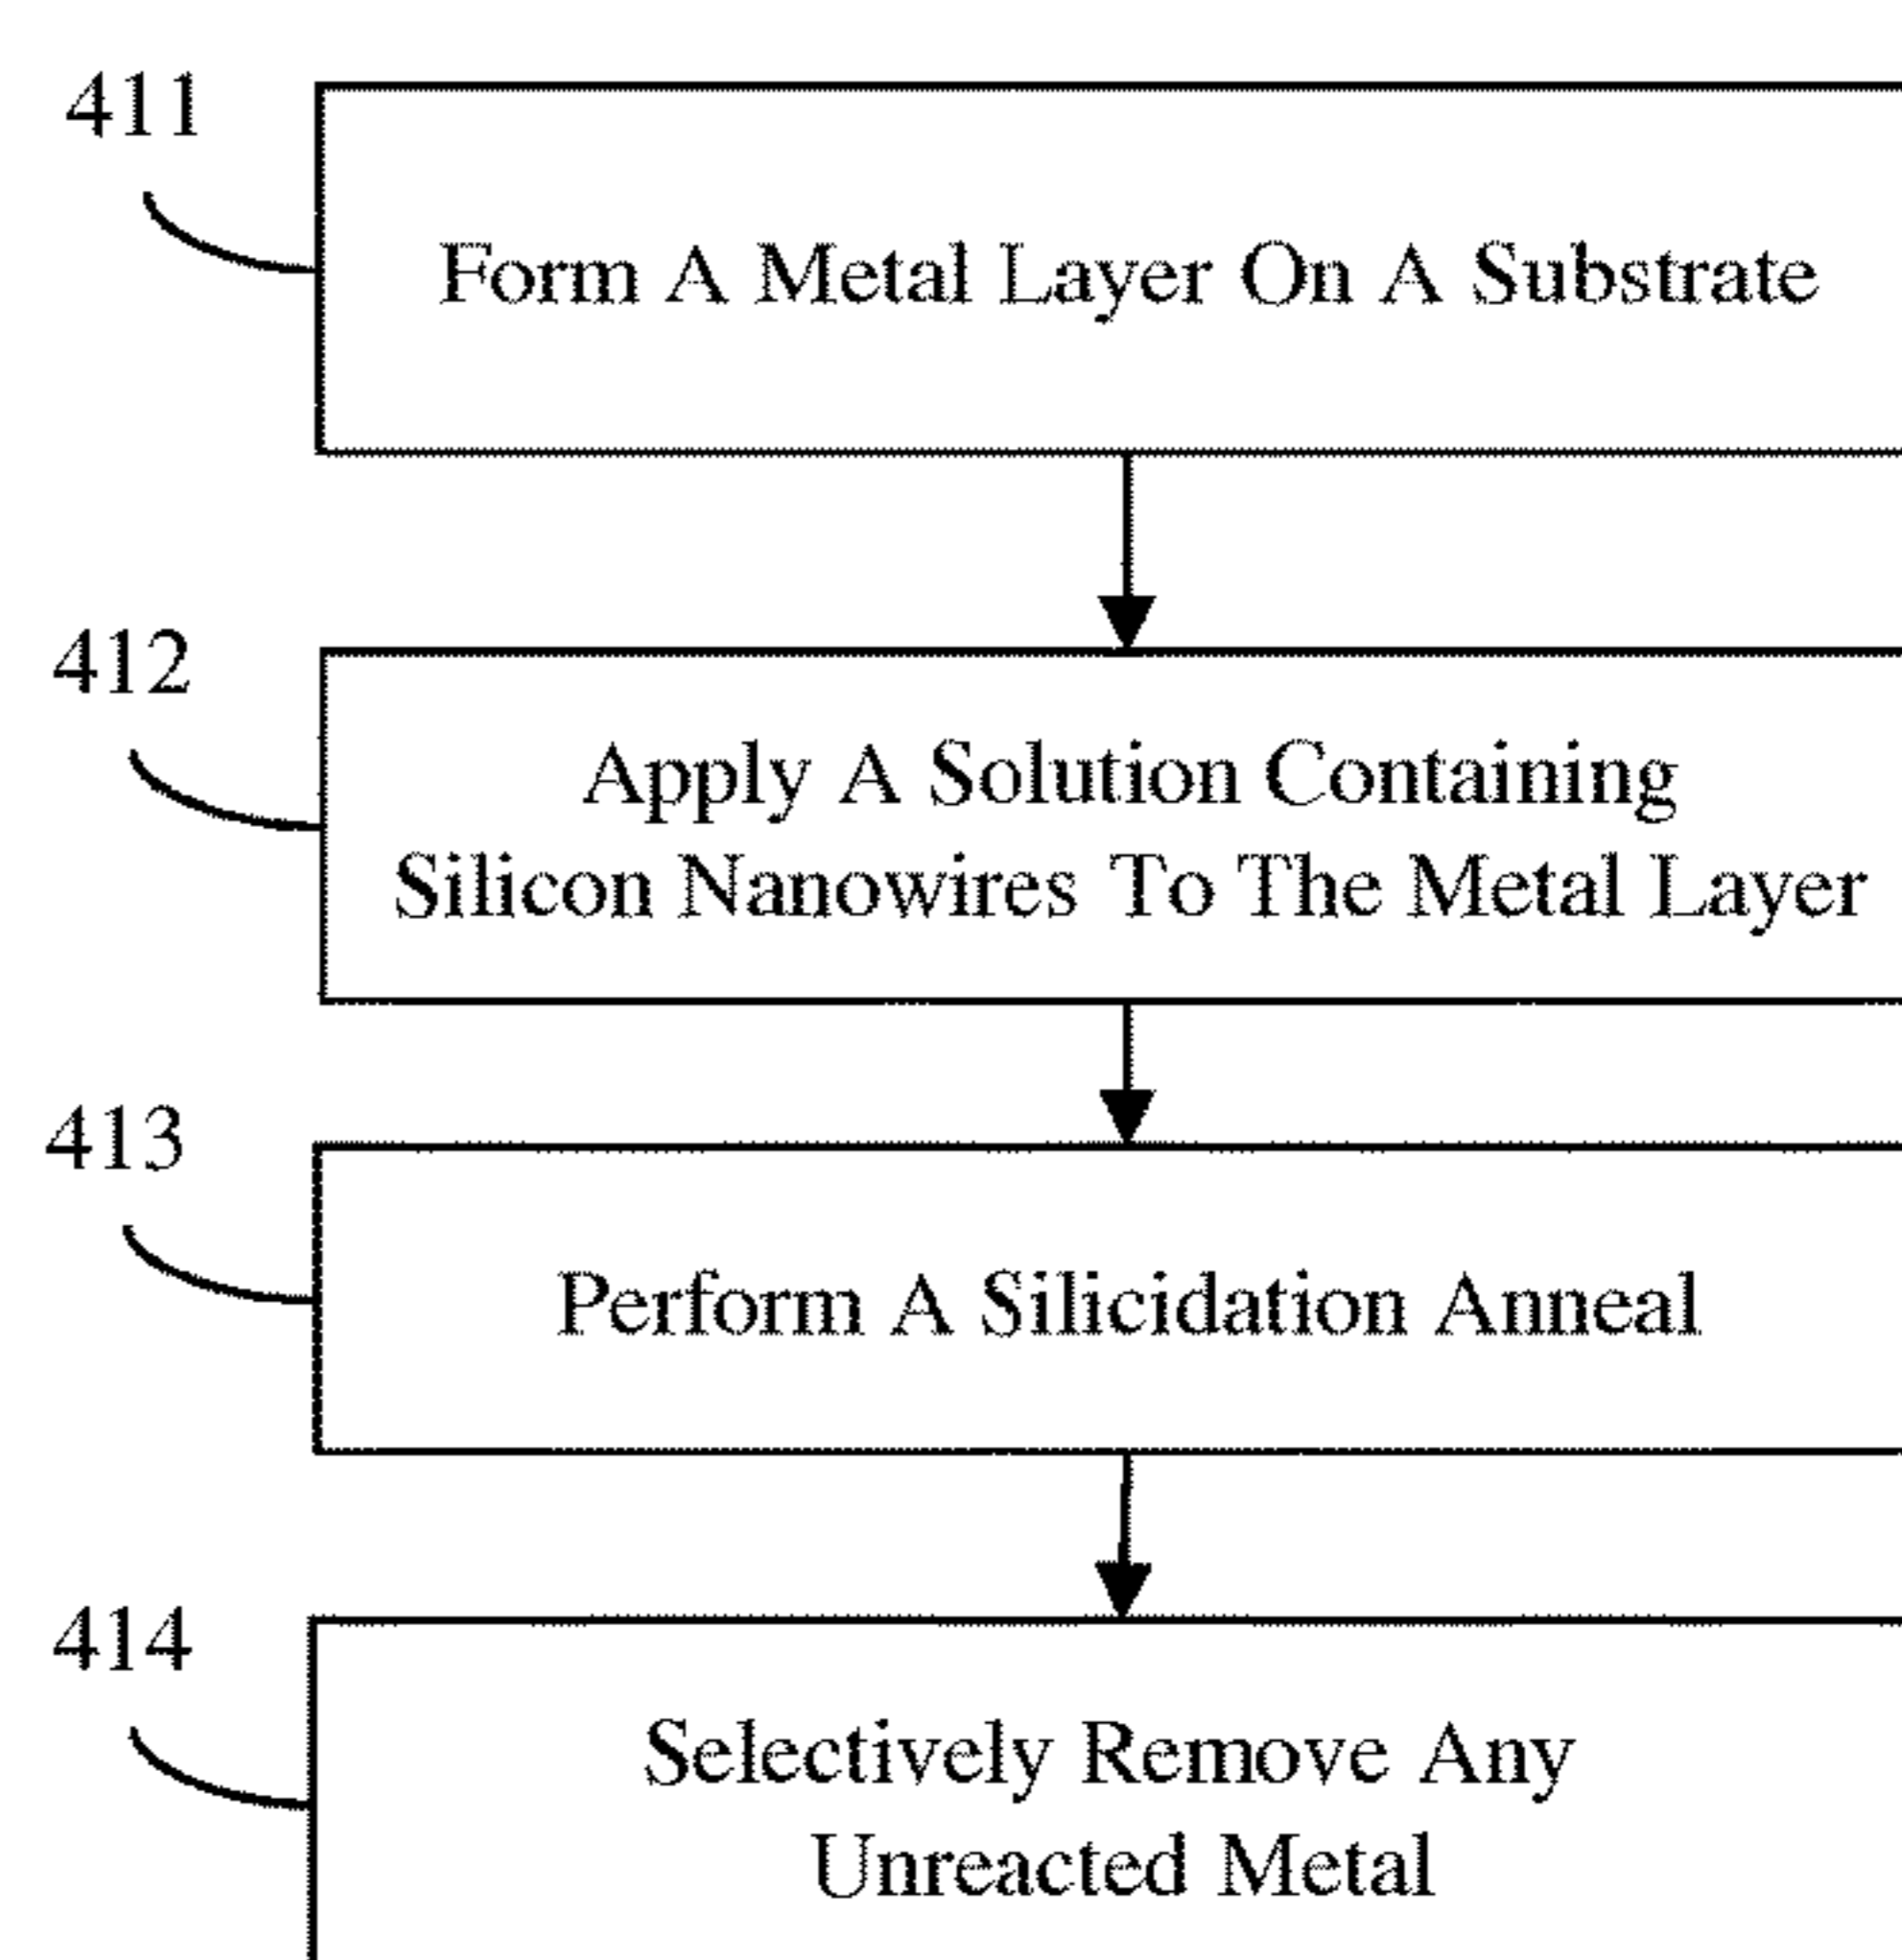 411
Form A Metal Layer On A Substrate
412
Apply A Solution Containing
Silicon Nanowires To The Metal Layer
413
Perform A Silicidation Anneal
414
Selectively Remove Any
Unreacted Metal